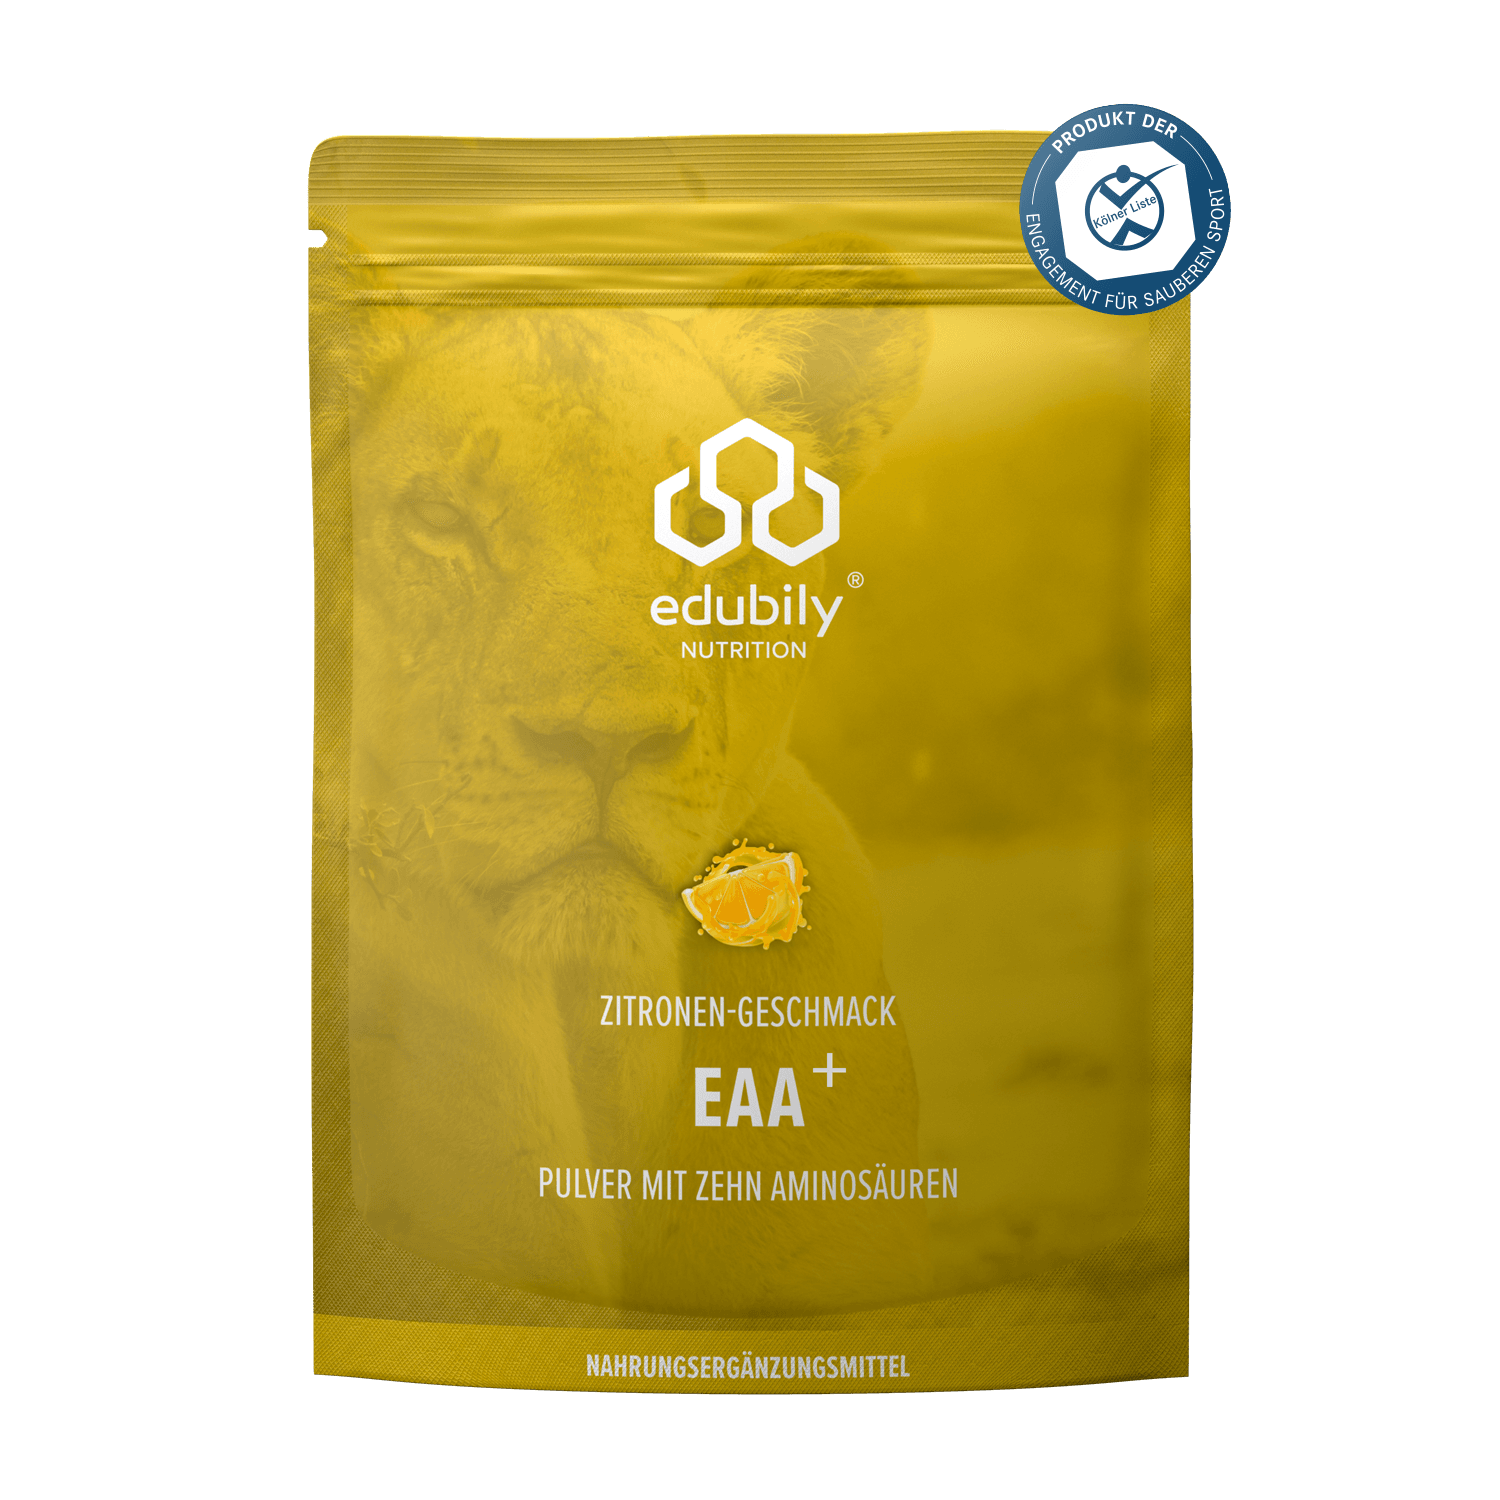 PRODUKT DER
Kölner Liste
ENGAGEMENT FÜR SAUBEREN SPORT
edubily®
NUTRITION
ZITRONEN-GESCHMACK
EAA+
PULVER MIT ZEHN AMINOSÄUREN
NAHRUNGSERGÄNZUNGSMITTEL